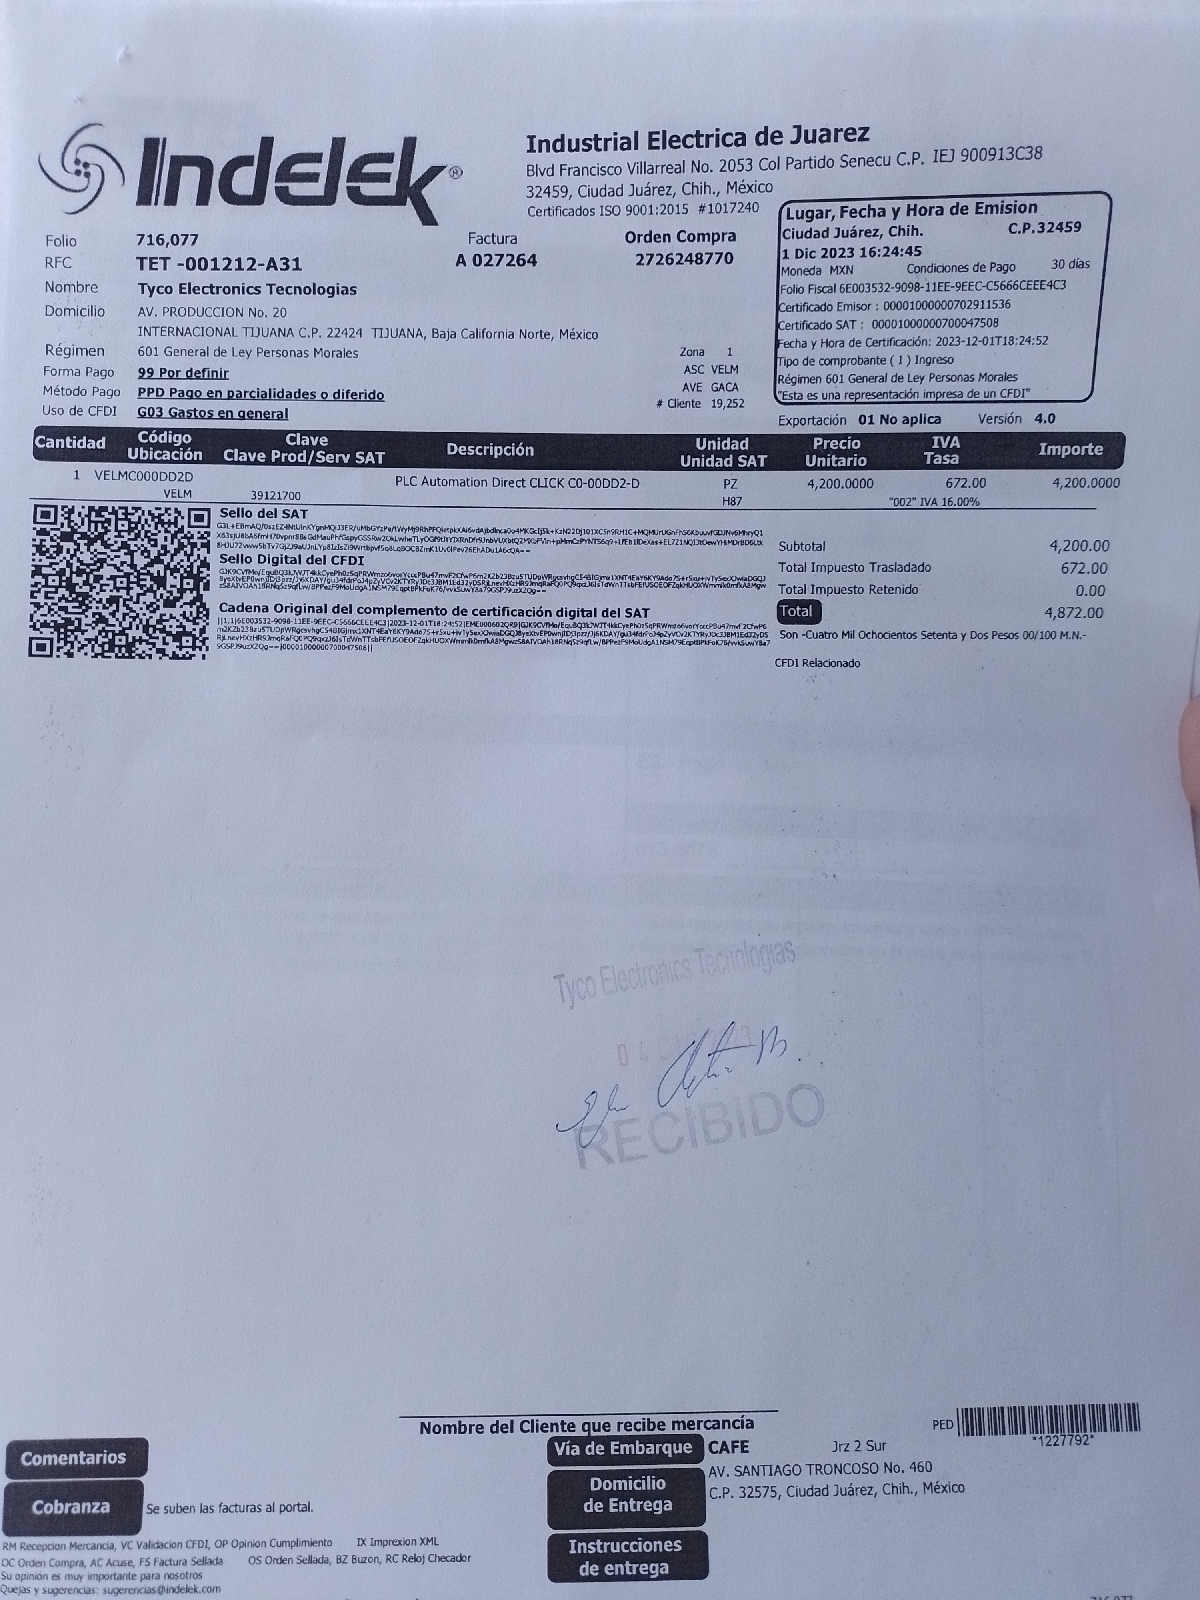 Indelek®
Industrial Electrica de Juarez
Blvd Francisco Villarreal No. 2053 Col Partido Senecu C.P. IEJ 900913C38
32459, Ciudad Juárez, Chih., México
Certificados ISO 9001:2015 #1017240
Lugar, Fecha y Hora de Emision
Ciudad Juárez, Chih. C.P.32459
1 Dic 2023 16:24:45
Moneda MXN Condiciones de Pago 30 días
Folio Fiscal 6E003532-9098-11EE-9EEC-C5666CEEE4C3
Certificado Emisor : 00001000000702911536
Certificado SAT : 00001000000700047508
Fecha y Hora de Certificación: 2023-12-01T18:24:52
Tipo de comprobante ( I ) Ingreso
Régimen 601 General de Ley Personas Morales
"Esta es una representación impresa de un CFDI"
Folio 716,077 Factura Orden Compra
RFC TET -001212-A31 A 027264 2726248770
Nombre Tyco Electronics Tecnologias
Domicilio AV. PRODUCCION No. 20
INTERNACIONAL TIJUANA C.P. 22424 TIJUANA, Baja California Norte, México
Régimen 601 General de Ley Personas Morales Zona 1
Forma Pago 99 Por definir ASC VELM
Método Pago PPD Pago en parcialidades o diferido AVE GACA
Uso de CFDI G03 Gastos en general # Cliente 19,252
Exportación 01 No aplica Versión 4.0
Cantidad Código Ubicación Clave Clave Prod/Serv SAT Descripción Unidad Unidad SAT Precio Unitario IVA Tasa Importe
1 VELMC000DD2D PLC Automation Direct CLICK C0-00DD2-D PZ 4,200.0000 672.00 4,200.0000
VELM 39121700 H87 "002" IVA 16.00%
Sello del SAT
Sello Digital del CFDI
Cadena Original del complemento de certificación digital del SAT
Subtotal 4,200.00
Total Impuesto Trasladado 672.00
Total Impuesto Retenido 0.00
Total 4,872.00
Son -Cuatro Mil Ochocientos Setenta y Dos Pesos 00/100 M.N.-
CFDI Relacionado
Tyco Electronics Tecnologias
RECIBIDO
Nombre del Cliente que recibe mercancía
PED *1227792*
Comentarios
Vía de Embarque CAFE Jrz 2 Sur
Domicilio de Entrega AV. SANTIAGO TRONCOSO No. 460
C.P. 32575, Ciudad Juárez, Chih., México
Cobranza Se suben las facturas al portal.
Instrucciones de entrega
RM Recepcion Mercancia, VC Validacion CFDI, OP Opinion Cumplimiento IX Impresion XML
OC Orden Compra, AC Acuse, FS Factura Sellada OS Orden Sellada, BZ Buzon, RC Reloj Checador
Su opinión es muy importante para nosotros
Quejas y sugerencias: sugerencias@indelek.com